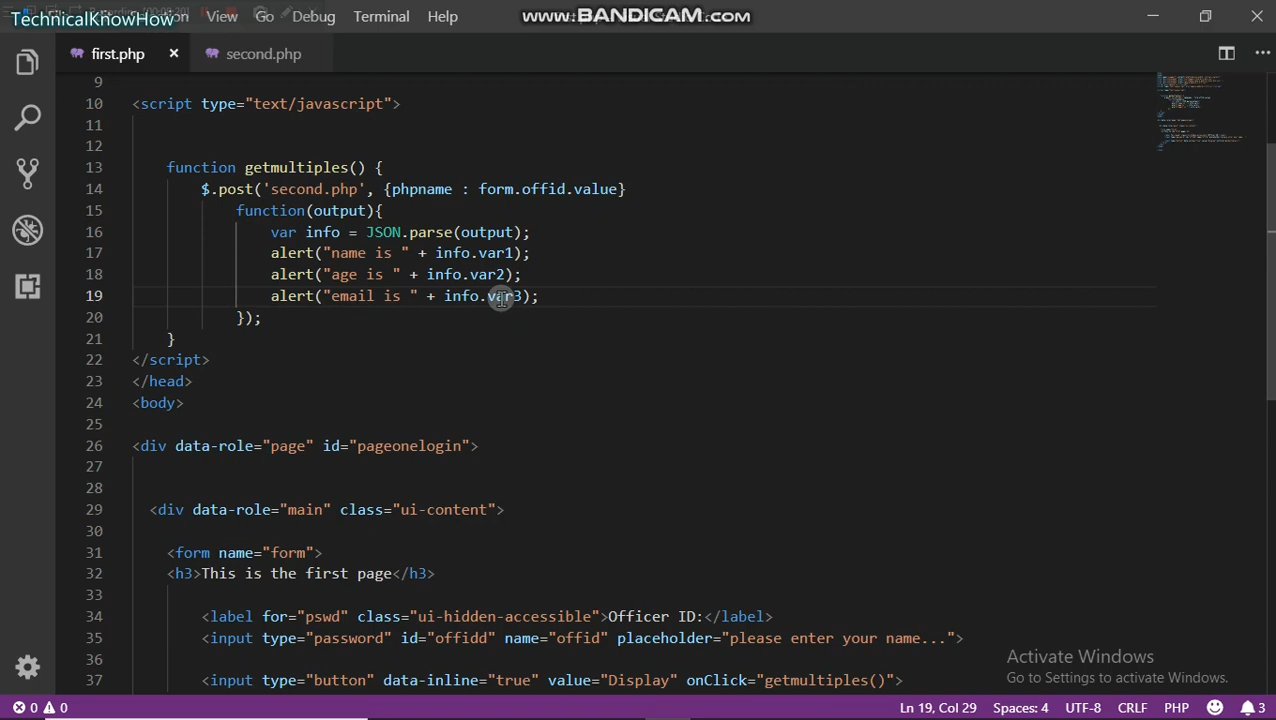 TechnicalKnowHow
View Go Debug Terminal Help
www.BANDICAM.com
first.php
second.php
9
10 <script type="text/javascript">
11
12
13 function getmultiples() {
14 $.post('second.php', {phpname : form.offid.value}
15 function(output){
16 var info = JSON.parse(output);
17 alert("name is " + info.var1);
18 alert("age is " + info.var2);
19 alert("email is " + info.var3);
20 });
21 }
22 </script>
23 </head>
24 <body>
25
26 <div data-role="page" id="pageonelogin">
27
28
29 <div data-role="main" class="ui-content">
30
31 <form name="form">
32 <h3>This is the first page</h3>
33
34 <label for="pswd" class="ui-hidden-accessible">Officer ID:</label>
35 <input type="password" id="offidd" name="offid" placeholder="please enter your name...">
36
37 <input type="button" data-inline="true" value="Display" onClick="getmultiples()">
Activate Windows
Go to Settings to activate Windows.
0 0 Ln 19, Col 29 Spaces: 4 UTF-8 CRLF PHP 3